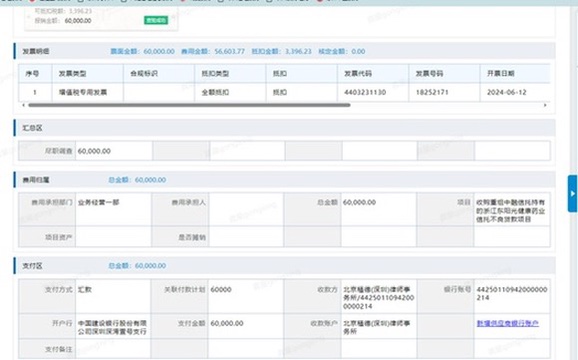 可抵扣税额: 3,396.23
报销金额: 60,000.00
发票明细 票面金额: 60,000.00 费用金额: 56,603.77 抵扣金额: 3,396.23 核定金额: 0.00
序号 发票类型 合规标识 抵扣类型 抵扣 发票代码 发票号码 开票日期
1 增值税专用发票 全额抵扣 抵扣 4403231130 18252171 2024-06-12
汇总区
尽职调查 60,000.00
费用归属 总金额: 60,000.00
费用承担部门 业务经营一部 费用承担人 总金额 60,000.00 项目 收购重组中融信托持有
的浙江东阳光健康药业
信托不良贷款项目
项目资产 是否摊销
支付区 总金额: 60,000.00
支付方式 汇款 关联付款计划 60000 收款方 北京植德(深圳)律师事
务所/4425011094200
0000214 银行账号 44250110942000000
214
开户行 中国建设银行股份有限
公司深圳深湾壹号支行 支付金额 60,000.00 收款账户 北京植德(深圳)律师事
务所 新增供应商银行账户
支付备注